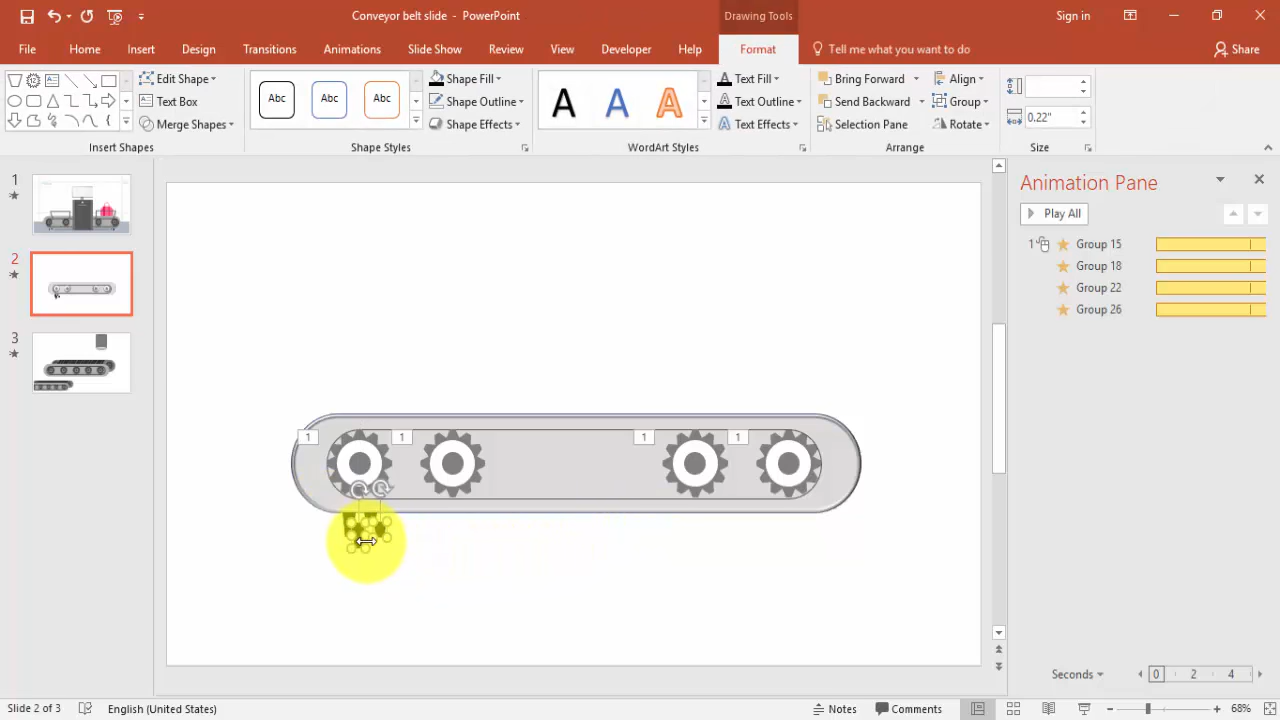 Conveyor belt slide - PowerPoint
Drawing Tools
Sign in
File Home Insert Design Transitions Animations Slide Show Review View Developer Help Format Tell me what you want to do Share
Edit Shape Shape Fill Text Fill Bring Forward Align
Text Box Abc Abc Abc Shape Outline A A A Text Outline Send Backward Group 0.22"
Merge Shapes Shape Effects Text Effects Selection Pane Rotate
Insert Shapes Shape Styles WordArt Styles Arrange Size
1
2
3
Animation Pane
Play All
1 Group 15
Group 18
Group 22
Group 26
1 1 1 1
Seconds 0 2 4
Slide 2 of 3 English (United States) Notes Comments 68%